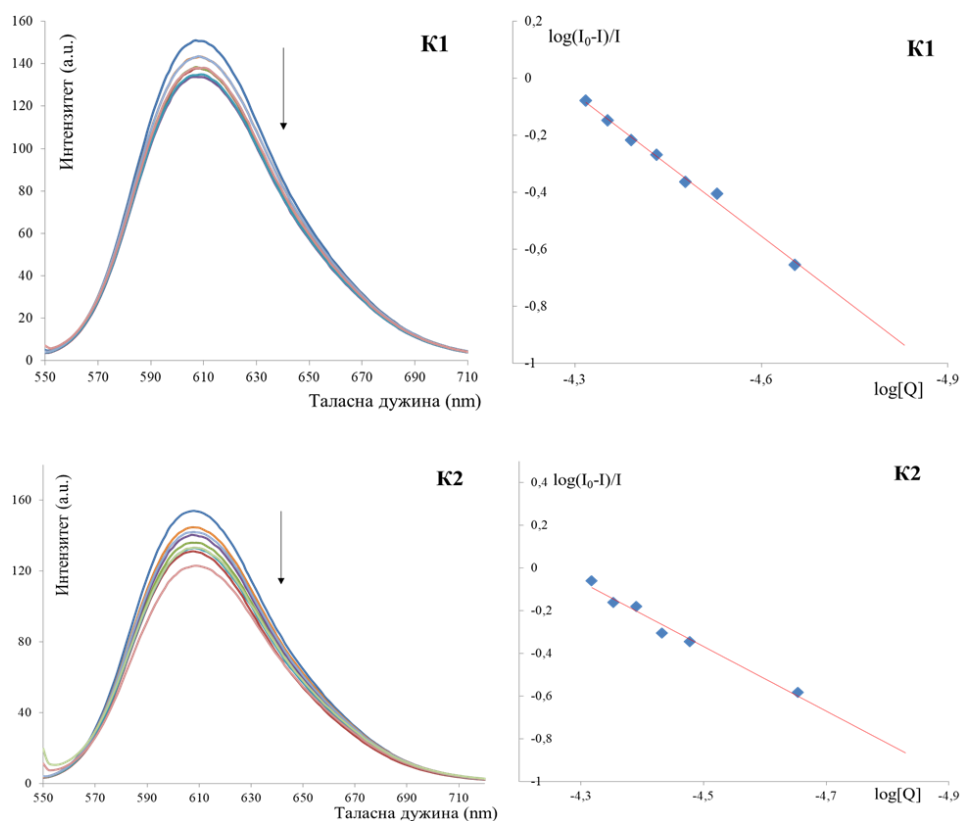 K1
Интензитет (a.u.)
160
140
120
100
80
60
40
20
0
550 570 590 610 630 650 670 690 710
Таласна дужина (nm)
K1
log(I₀-I)/I
0,2
0
-0,2
-0,4
-0,6
-0,8
-1
-4,3 -4,6 -4,9
log[Q]
K2
Интензитет (a.u.)
160
120
80
40
0
550 570 590 610 630 650 670 690 710
Таласна дужина (nm)
K2
log(I₀-I)/I
0,4
0,2
0
-0,2
-0,4
-0,6
-0,8
-1
-4,3 -4,5 -4,7 -4,9
log[Q]